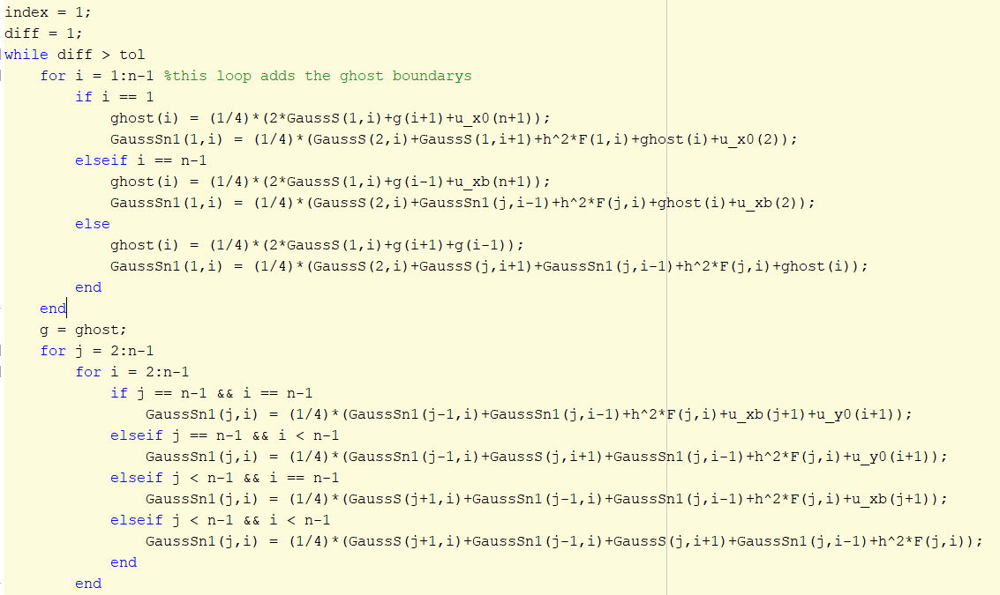 index = 1;
diff = 1;
while diff > tol
    for i = 1:n-1 %this loop adds the ghost boundarys
        if i == 1
            ghost(i) = (1/4)*(2*GaussS(1,i)+g(i+1)+u_x0(n+1));
            GaussSn1(1,i) = (1/4)*(GaussS(2,i)+GaussS(1,i+1)+h^2*F(1,i)+ghost(i)+u_x0(2));
        elseif i == n-1
            ghost(i) = (1/4)*(2*GaussS(1,i)+g(i-1)+u_xb(n+1));
            GaussSn1(1,i) = (1/4)*(GaussS(2,i)+GaussSn1(j,i-1)+h^2*F(j,i)+ghost(i)+u_xb(2));
        else
            ghost(i) = (1/4)*(2*GaussS(1,i)+g(i+1)+g(i-1));
            GaussSn1(1,i) = (1/4)*(GaussS(2,i)+GaussS(j,i+1)+GaussSn1(j,i-1)+h^2*F(j,i)+ghost(i));
        end
    end
    g = ghost;
    for j = 2:n-1
        for i = 2:n-1
            if j == n-1 && i == n-1
                GaussSn1(j,i) = (1/4)*(GaussSn1(j-1,i)+GaussSn1(j,i-1)+h^2*F(j,i)+u_xb(j+1)+u_y0(i+1));
            elseif j == n-1 && i < n-1
                GaussSn1(j,i) = (1/4)*(GaussSn1(j-1,i)+GaussS(j,i+1)+GaussSn1(j,i-1)+h^2*F(j,i)+u_y0(i+1));
            elseif j < n-1 && i == n-1
                GaussSn1(j,i) = (1/4)*(GaussS(j+1,i)+GaussSn1(j-1,i)+GaussSn1(j,i-1)+h^2*F(j,i)+u_xb(j+1));
            elseif j < n-1 && i < n-1
                GaussSn1(j,i) = (1/4)*(GaussS(j+1,i)+GaussSn1(j-1,i)+GaussS(j,i+1)+GaussSn1(j,i-1)+h^2*F(j,i));
            end
        end